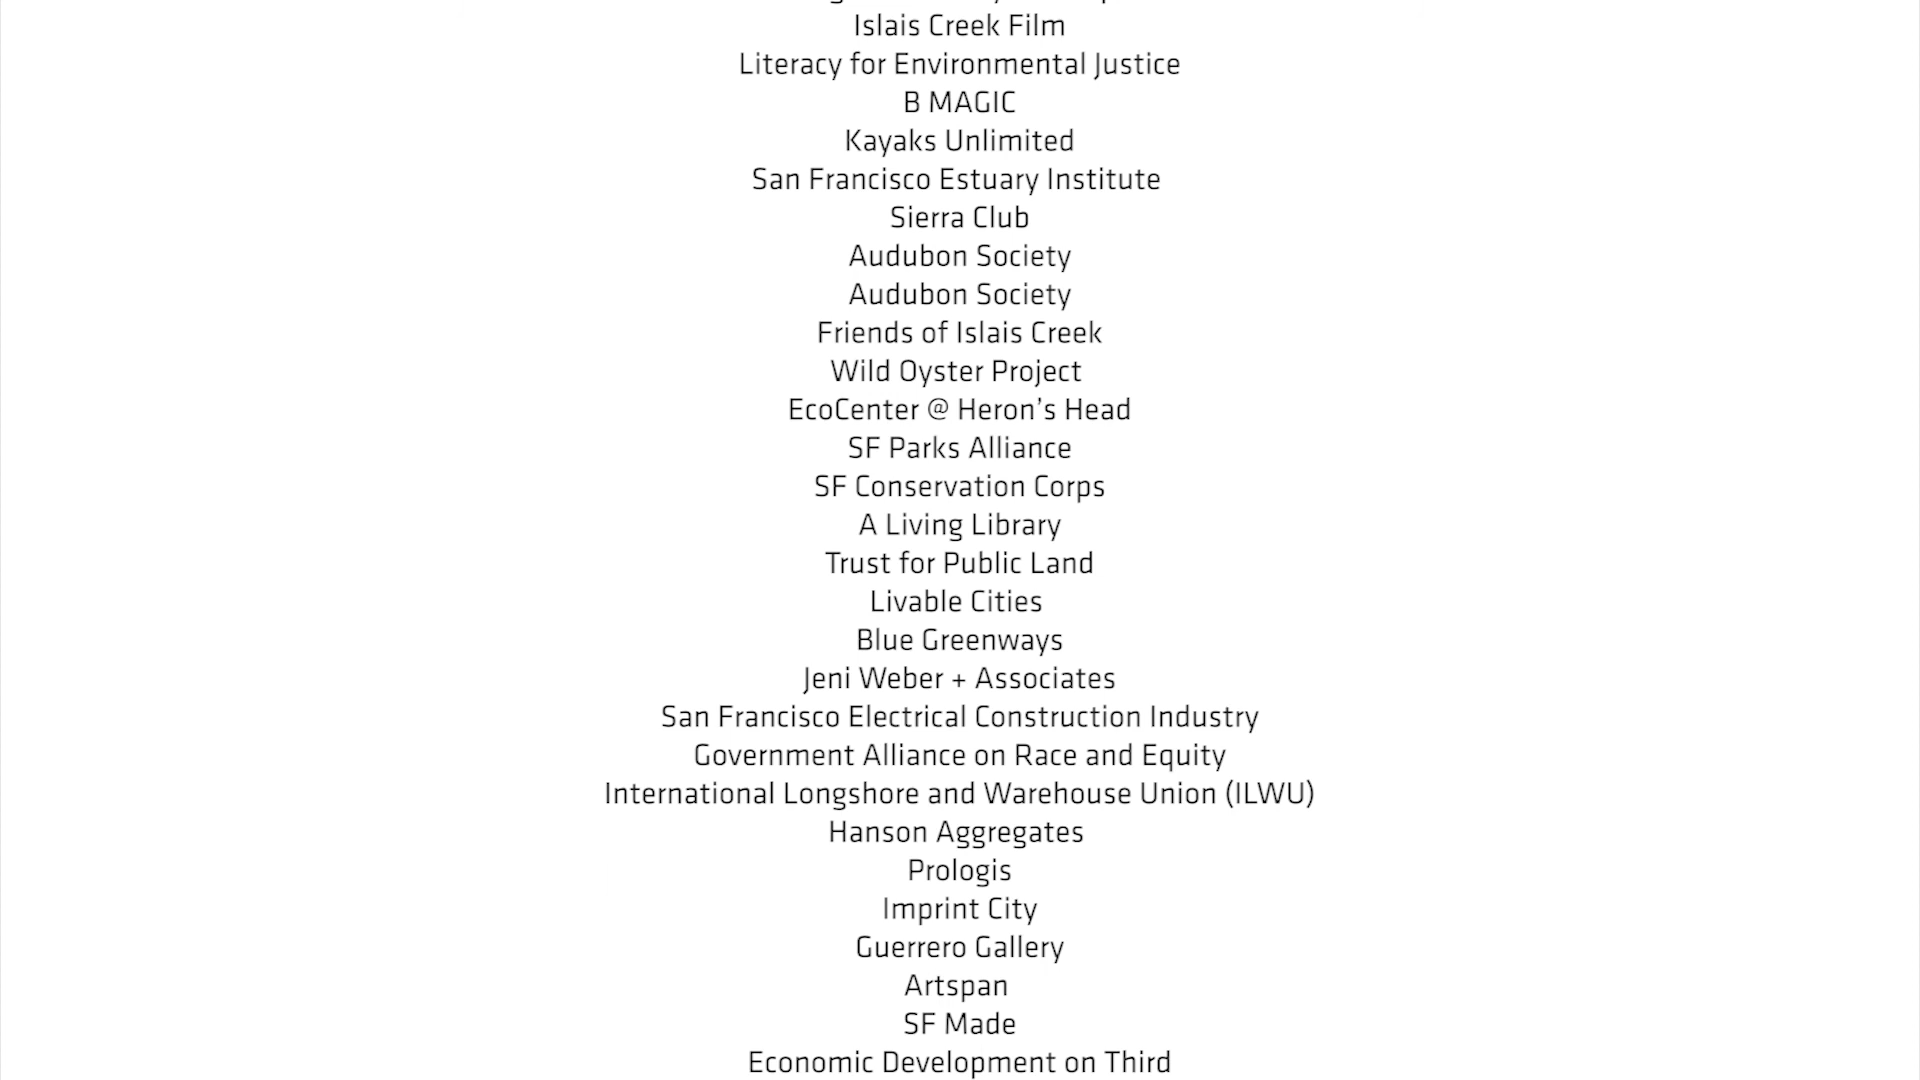 Islais Creek Film
Literacy for Environmental Justice
B MAGIC
Kayaks Unlimited
San Francisco Estuary Institute
Sierra Club
Audubon Society
Audubon Society
Friends of Islais Creek
Wild Oyster Project
EcoCenter @ Heron’s Head
SF Parks Alliance
SF Conservation Corps
A Living Library
Trust for Public Land
Livable Cities
Blue Greenways
Jeni Weber + Associates
San Francisco Electrical Construction Industry
Government Alliance on Race and Equity
International Longshore and Warehouse Union (ILWU)
Hanson Aggregates
Prologis
Imprint City
Guerrero Gallery
Artspan
SF Made
Economic Development on Third